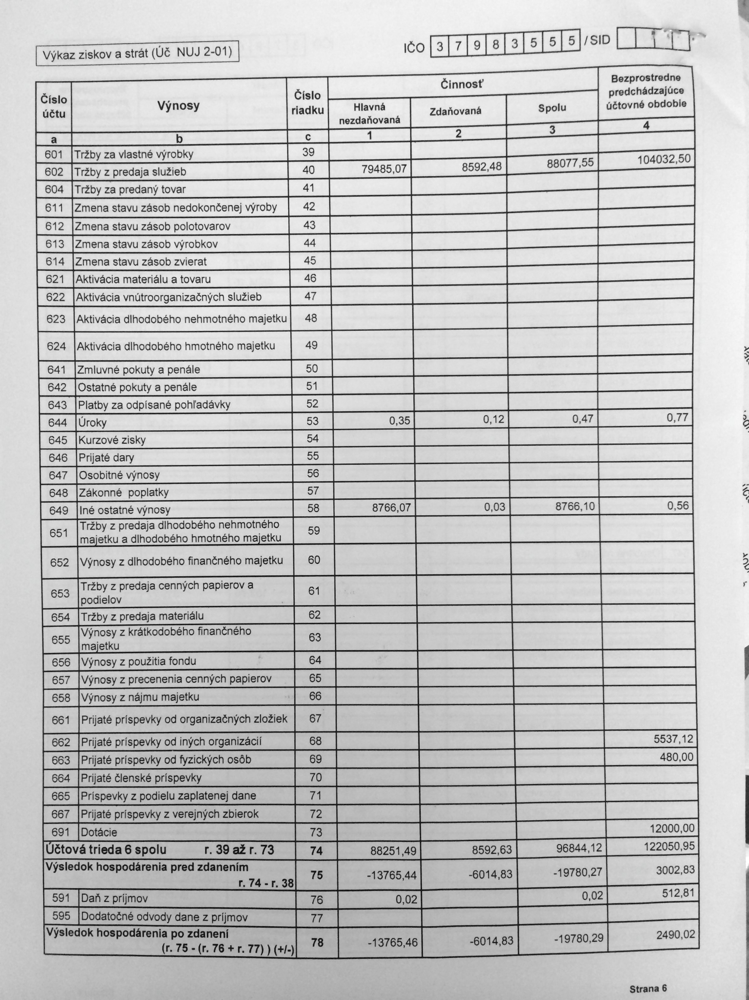 Výkaz ziskov a strát (Úč NUJ 2-01)
IČO 3 7 9 8 3 5 5 5 / SID
Číslo účtu Výnosy Číslo riadku Činnosť Bezprostredne predchádzajúce účtovné obdobie
Hlavná nezdaňovaná Zdaňovaná Spolu
a b c 1 2 3 4
601 Tržby za vlastné výrobky 39
602 Tržby z predaja služieb 40 79485,07 8592,48 88077,55 104032,50
604 Tržby za predaný tovar 41
611 Zmena stavu zásob nedokončenej výroby 42
612 Zmena stavu zásob polotovarov 43
613 Zmena stavu zásob výrobkov 44
614 Zmena stavu zásob zvierat 45
621 Aktivácia materiálu a tovaru 46
622 Aktivácia vnútroorganizačných služieb 47
623 Aktivácia dlhodobého nehmotného majetku 48
624 Aktivácia dlhodobého hmotného majetku 49
641 Zmluvné pokuty a penále 50
642 Ostatné pokuty a penále 51
643 Platby za odpísané pohľadávky 52
644 Úroky 53 0,35 0,12 0,47 0,77
645 Kurzové zisky 54
646 Prijaté dary 55
647 Osobitné výnosy 56
648 Zákonné poplatky 57
649 Iné ostatné výnosy 58 8766,07 0,03 8766,10 0,56
651 Tržby z predaja dlhodobého nehmotného
majetku a dlhodobého hmotného majetku 59
652 Výnosy z dlhodobého finančného majetku 60
653 Tržby z predaja cenných papierov a
podielov 61
654 Tržby z predaja materiálu 62
655 Výnosy z krátkodobého finančného
majetku 63
656 Výnosy z použitia fondu 64
657 Výnosy z precenenia cenných papierov 65
658 Výnosy z nájmu majetku 66
661 Prijaté príspevky od organizačných zložiek 67
662 Prijaté príspevky od iných organizácií 68 5537,12
663 Prijaté príspevky od fyzických osôb 69 480,00
664 Prijaté členské príspevky 70
665 Príspevky z podielu zaplatenej dane 71
667 Prijaté príspevky z verejných zbierok 72
691 Dotácie 73 12000,00
Účtová trieda 6 spolu r. 39 až r. 73 74 88251,49 8592,63 96844,12 122050,95
Výsledok hospodárenia pred zdanením
r. 74 - r. 38 75 -13765,44 -6014,83 -19780,27 3002,83
591 Daň z príjmov 76 0,02 0,02 512,81
595 Dodatočné odvody dane z príjmov 77
Výsledok hospodárenia po zdanení
(r. 75 - (r. 76 + r. 77) ) (+/-) 78 -13765,46 -6014,83 -19780,29 2490,02
Strana 6